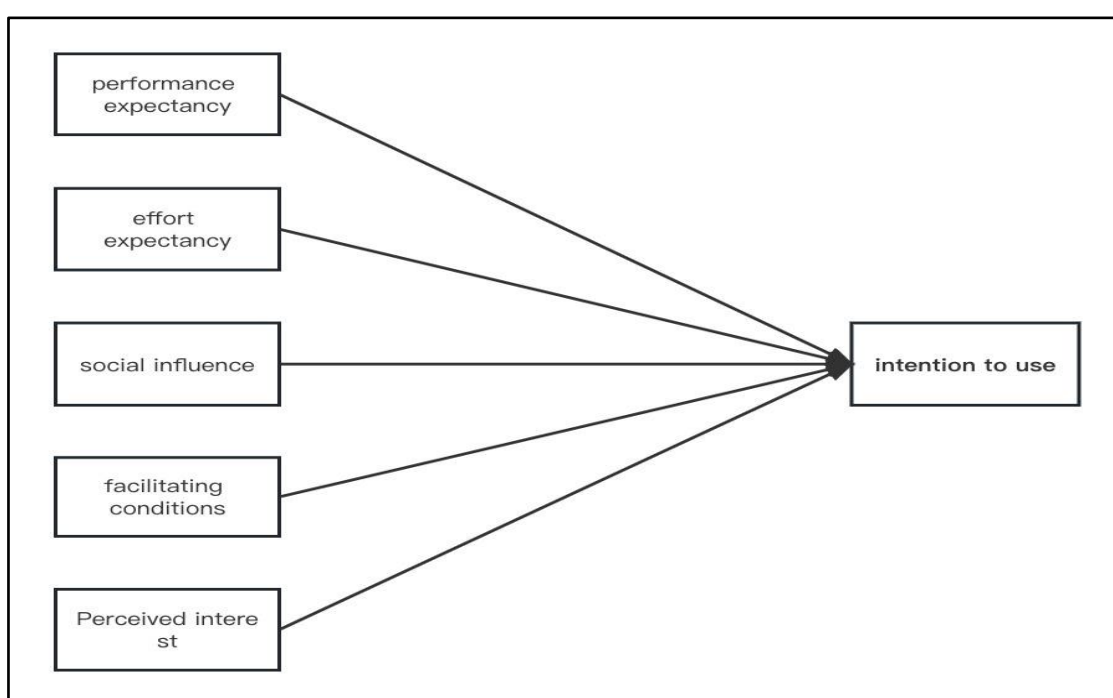 performance
expectancy
effort
expectancy
social influence
intention to use
facilitating
conditions
Perceived intere
st